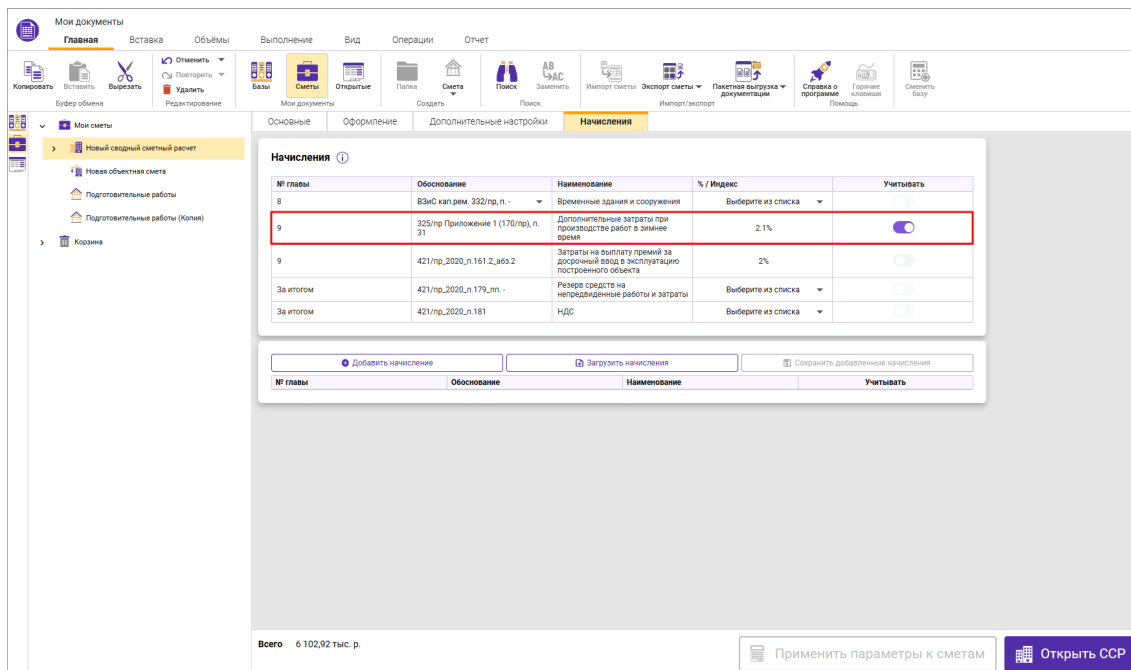 Мои документы
Главная Вставка Объёмы Выполнение Вид Операции Отчет
Копировать Вставить Вырезать
Отменить
Повторить
Удалить
Базы Сметы Открытые Папка Смета Поиск Заменить Импорт сметы Экспорт сметы Пакетная выгрузка документации Справка о программе Горячие клавиши Сменить базу
AB
AC
Буфер обмена Редактирование Мои документы Создать Поиск Импорт/экспорт Помощь
Мои сметы
Новый сводный сметный расчет
Новая объектная смета
Подготовительные работы
Подготовительные работы (Копия)
Корзина
Основные Оформление Дополнительные настройки Начисления
Начисления i
№ главы Обоснование Наименование % / Индекс Учитывать
8 ВЗиС кап.рем. 332/пр, п. - Временные здания и сооружения Выберите из списка
9 325/пр Приложение 1 (170/пр), п. 31 Дополнительные затраты при производстве работ в зимнее время 2.1%
9 421/пр_2020_п.161.2_абз.2 Затраты на выплату премий за досрочный ввод в эксплуатацию построенного объекта 2%
За итогом 421/пр_2020_п.179_пп. - Резерв средств на непредвиденные работы и затраты Выберите из списка
За итогом 421/пр_2020_п.181 НДС Выберите из списка
Добавить начисление Загрузить начисления Сохранить добавленные начисления
№ главы Обоснование Наименование Учитывать
Всего 6 102,92 тыс. р.
Применить параметры к сметам Открыть ССР